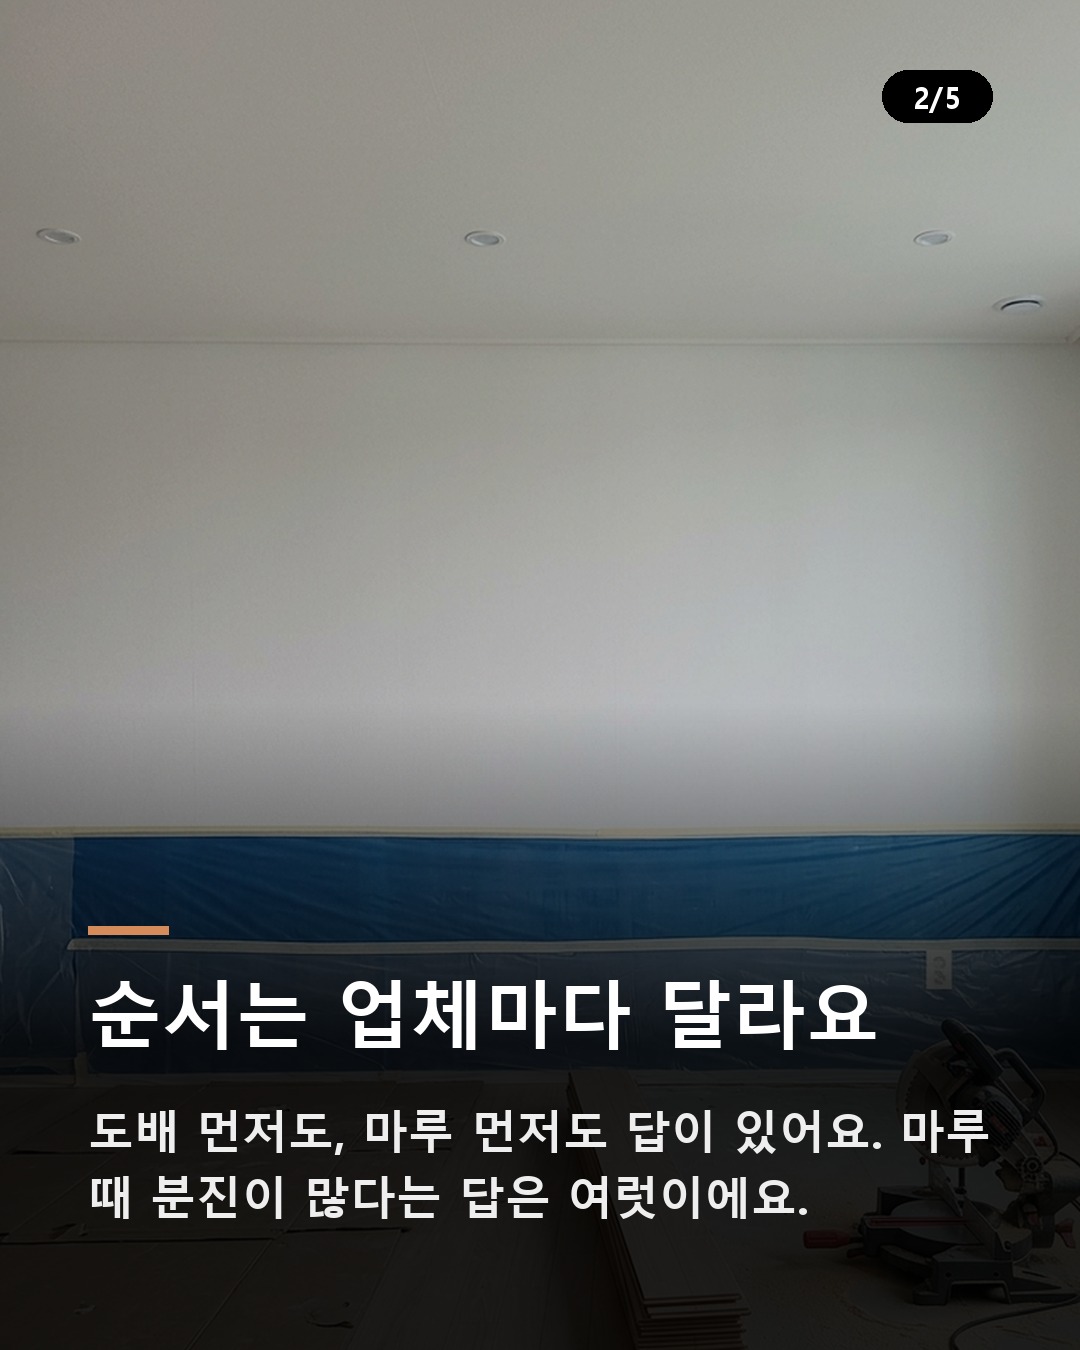 2/5
순서는 업체마다 달라요
도배 먼저도, 마루 먼저도 답이 있어요. 마루
때 분진이 많다는 답은 여럿이에요.